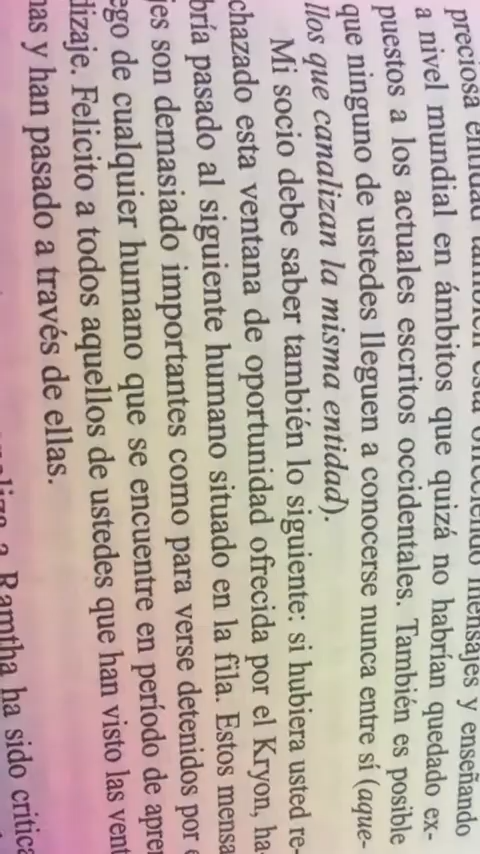 preciosa entidad también está ofreciendo mensajes y enseñando
a nivel mundial en ámbitos que quizá no habrían quedado ex-
puestos a los actuales escritos occidentales. También es posible
que ninguno de ustedes lleguen a conocerse nunca entre sí (aque-
llos que canalizan la misma entidad).
Mi socio debe saber también lo siguiente: si hubiera usted re-
chazado esta ventana de oportunidad ofrecida por el Kryon, ha-
bría pasado al siguiente humano situado en la fila. Estos mensa
jes son demasiado importantes como para verse detenidos por e
ego de cualquier humano que se encuentre en período de apren
dizaje. Felicito a todos aquellos de ustedes que han visto las vent
nas y han pasado a través de ellas.
a Ramtha ha sido critica